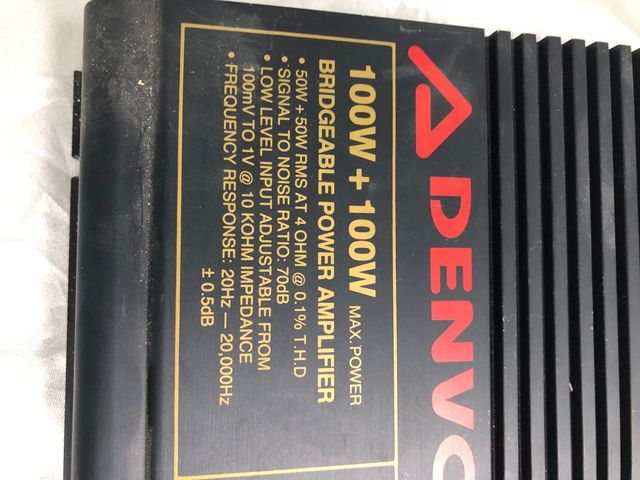 DENVO
100W + 100W MAX. POWER
BRIDGEABLE POWER AMPLIFIER
• 50W + 50W RMS AT 4 OHM @ 0.1% T.H.D
• SIGNAL TO NOISE RATIO: 70dB
• LOW LEVEL INPUT ADJUSTABLE FROM
100mV TO 1V @ 10 KOHM IMPEDANCE
• FREQUENCY RESPONSE: 20Hz — 20,000Hz
± 0.5dB